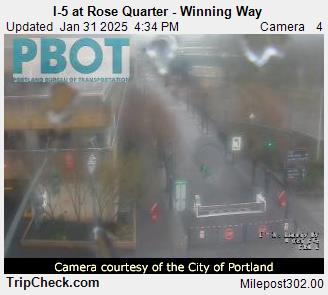 I-5 at Rose Quarter - Winning Way
Updated Jan 31 2025 4:34 PM Camera 4
PBOT
PORTLAND BUREAU OF TRANSPORTATION
Camera courtesy of the City of Portland
TripCheck.com Milepost302.00